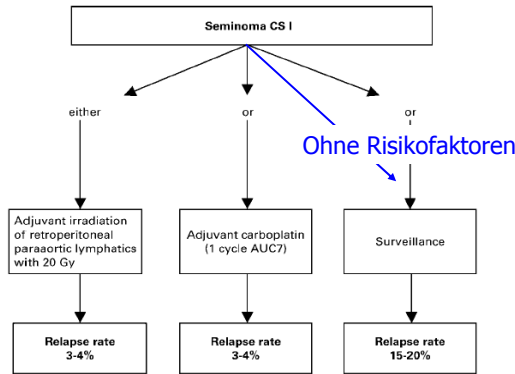 Seminoma CS I
either
or
or
Ohne Risikofaktoren
Adjuvant irradiation
of retroperitoneal
paraaortic lymphatics
with 20 Gy
Adjuvant carboplatin
(1 cycle AUC7)
Surveillance
Relapse rate
3-4%
Relapse rate
3-4%
Relapse rate
15-20%